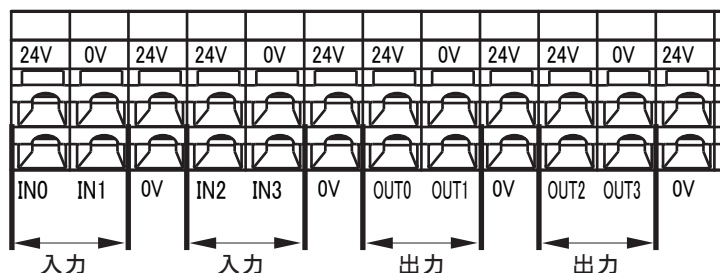 24V 0V 24V 24V 0V 24V 24V 0V 24V 24V 0V 24V
IN0 IN1 0V IN2 IN3 0V OUT0 OUT1 0V OUT2 OUT3 0V
入力 入力 出力 出力